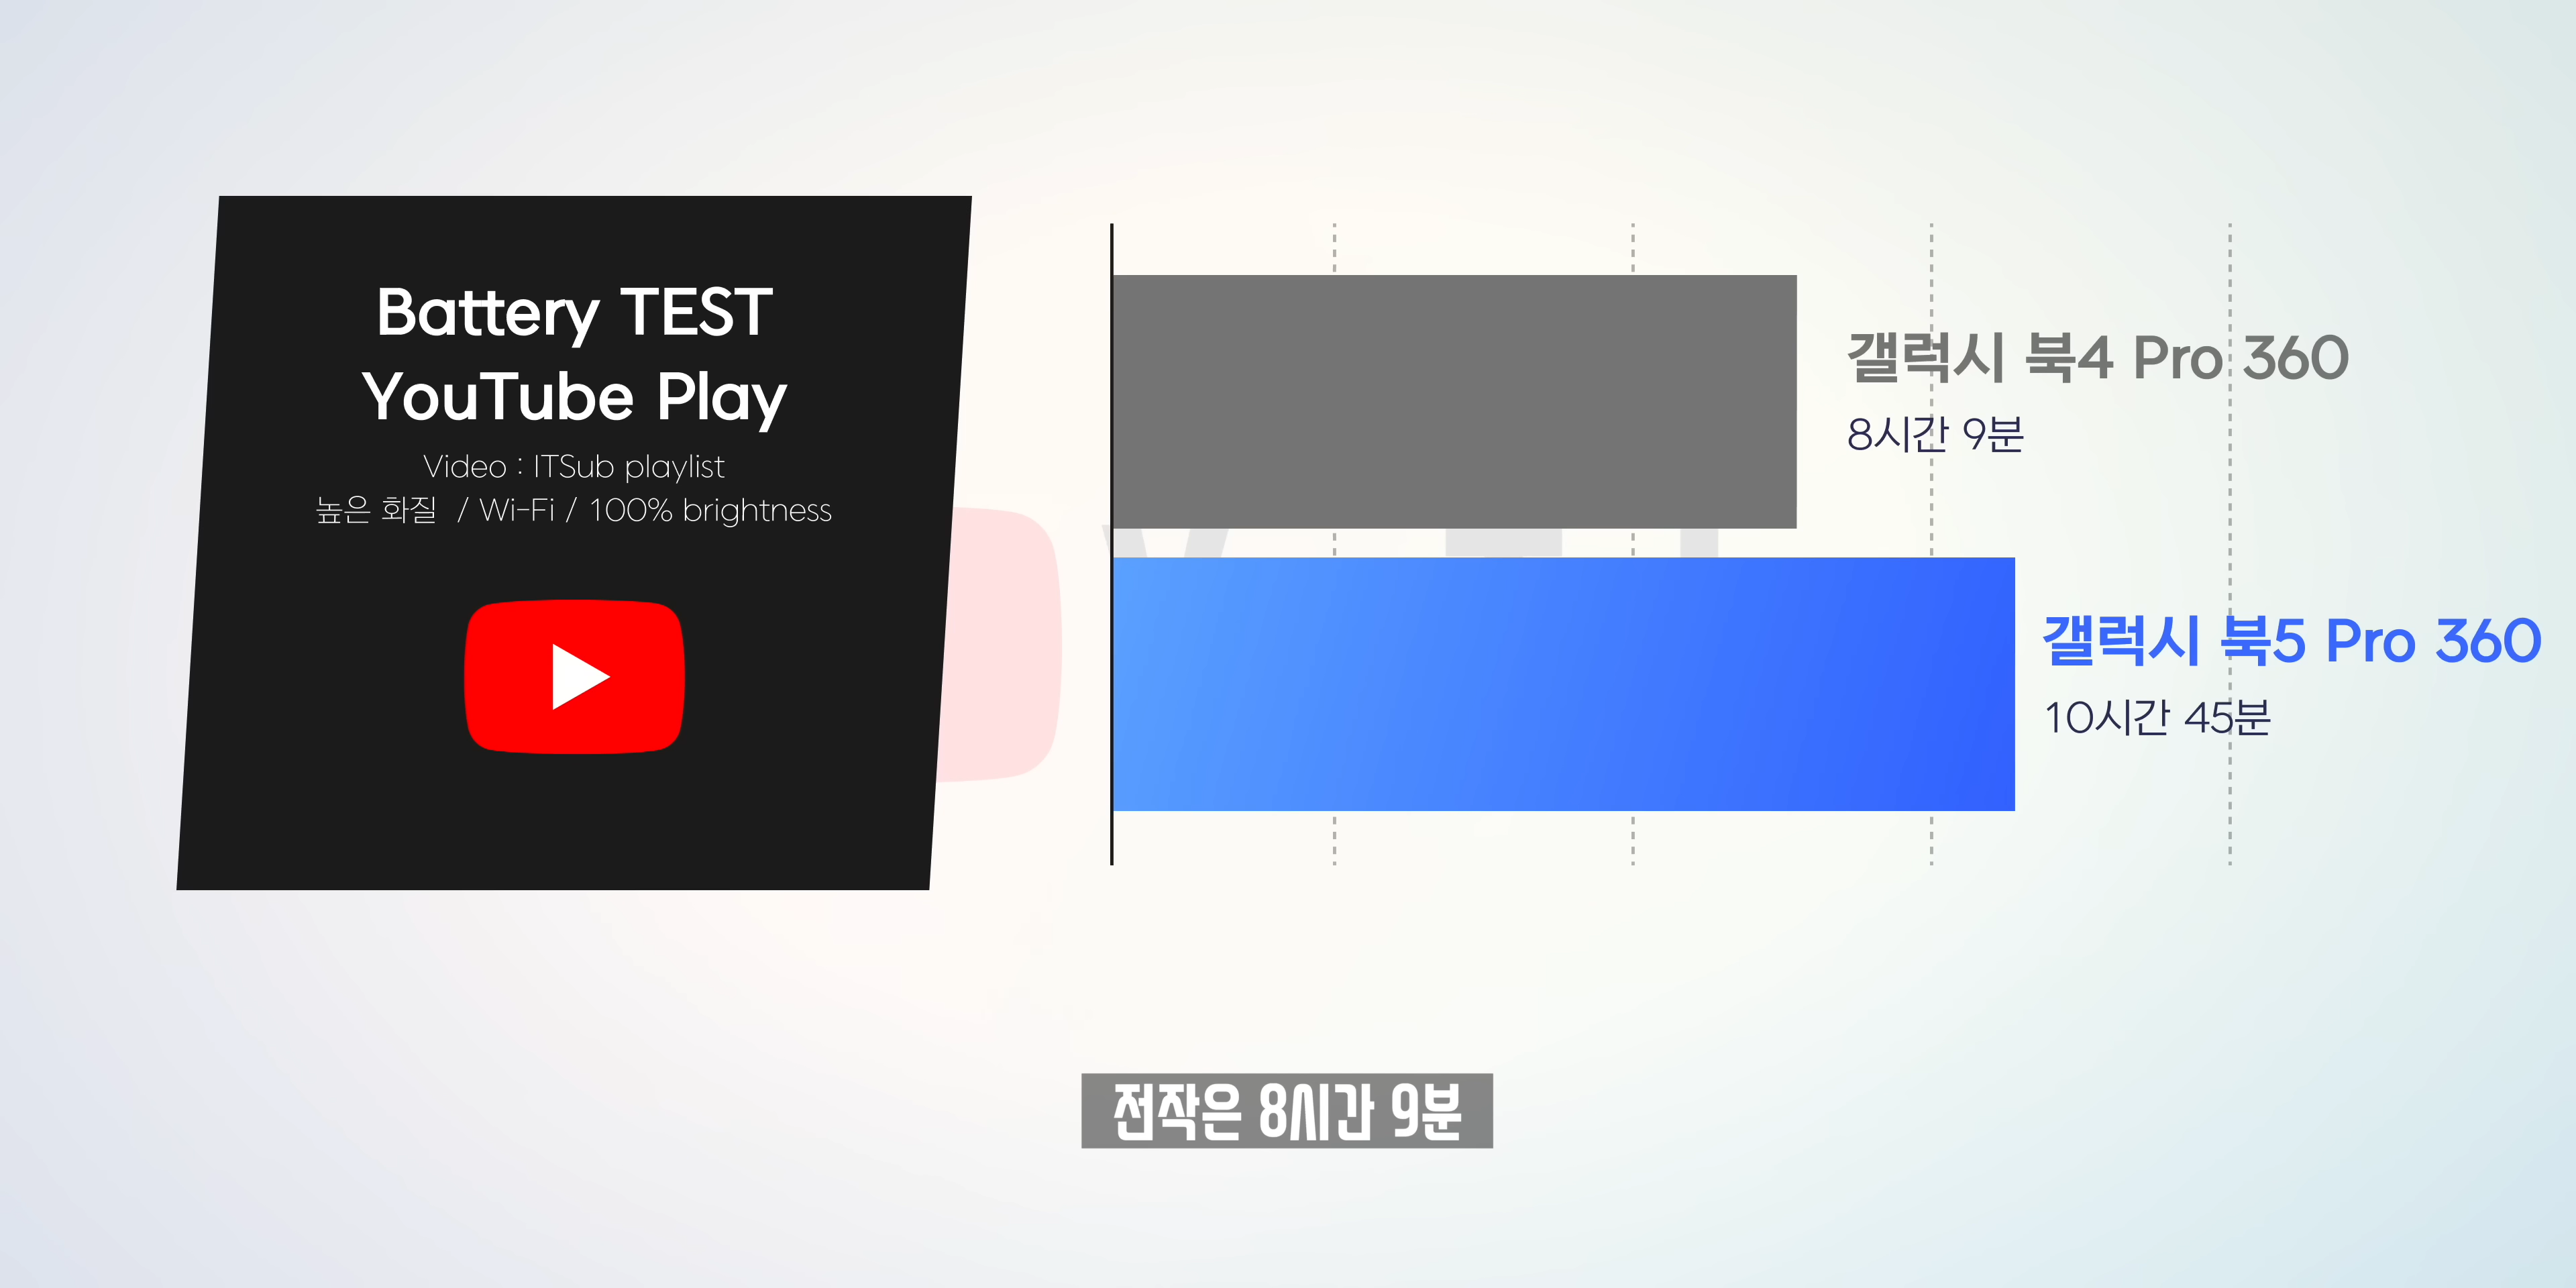 Battery TEST
YouTube Play
Video : ITSub playlist
높은 화질 / Wi-Fi / 100% brightness
갤럭시 북4 Pro 360
8시간 9분
갤럭시 북5 Pro 360
10시간 45분
전작은 8시간 9분